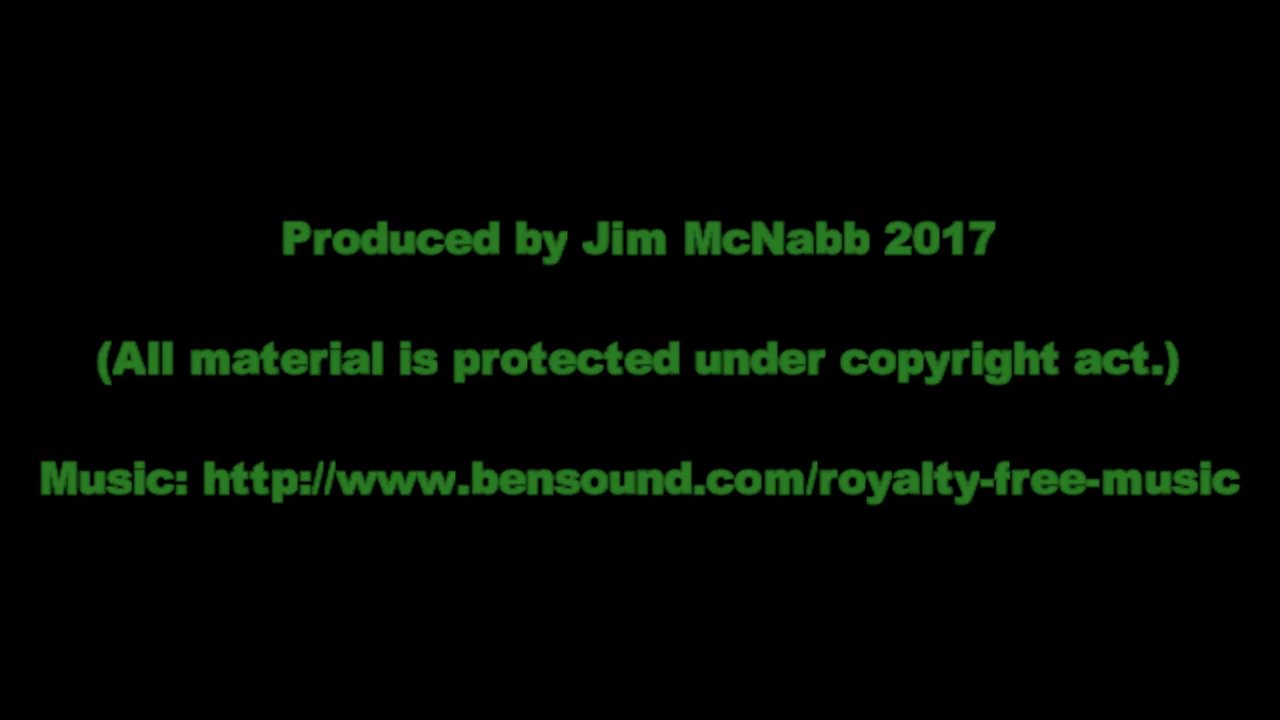 Produced by Jim McNabb 2017
(All material is protected under copyright act.)
Music: http://www.bensound.com/royalty-free-music